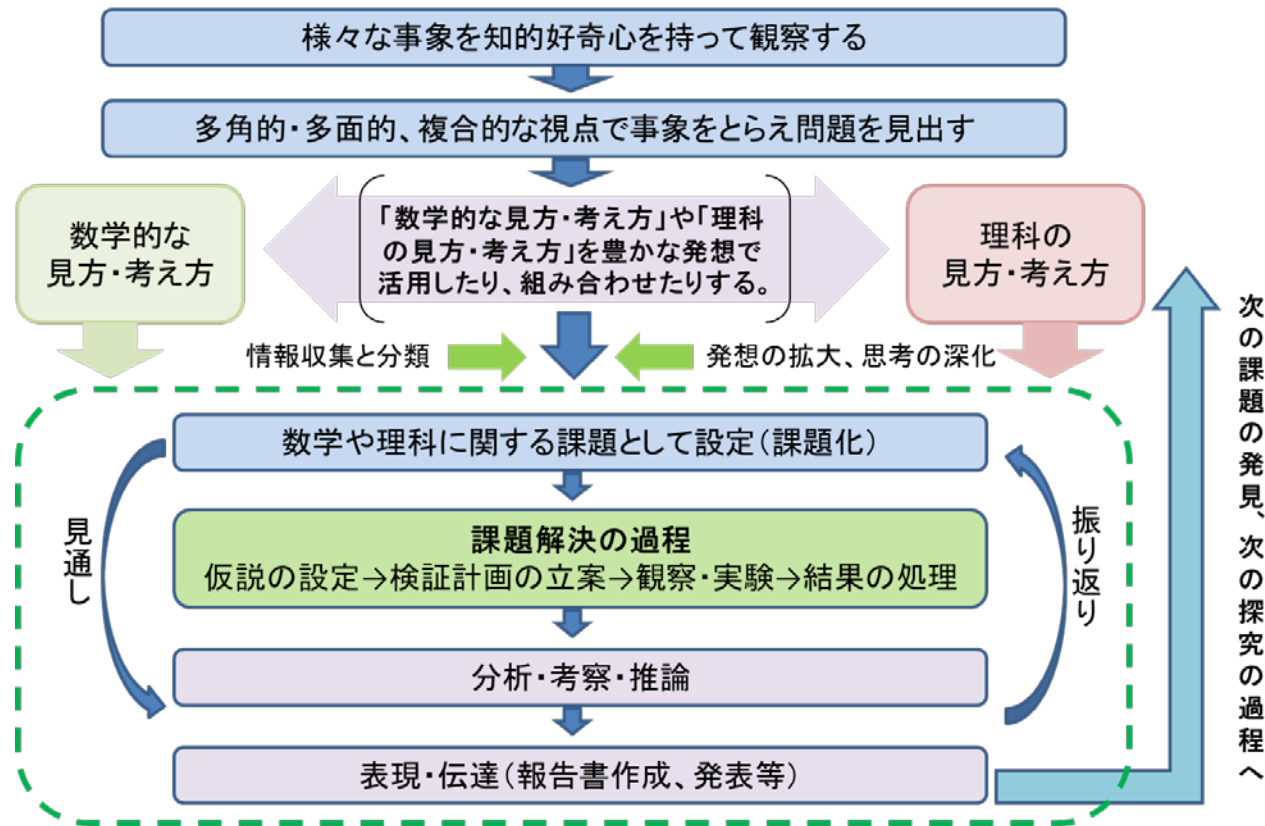 様々な事象を知的好奇心を持って観察する
多角的・多面的、複合的な視点で事象をとらえ問題を見出す
数学的な
見方・考え方
「数学的な見方・考え方」や「理科
の見方・考え方」を豊かな発想で
活用したり、組み合わせたりする。
理科の
見方・考え方
情報収集と分類
発想の拡大、思考の深化
数学や理科に関する課題として設定（課題化）
課題解決の過程
仮説の設定→検証計画の立案→観察・実験→結果の処理
分析・考察・推論
表現・伝達（報告書作成、発表等）
見通し
振り返り
次の課題の発見、次の探究の過程へ